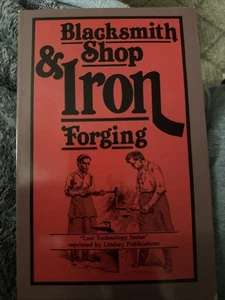 Blacksmith
Shop
& Iron
Forging
"Lost Technology Series"
reprinted by Lindsay Publications